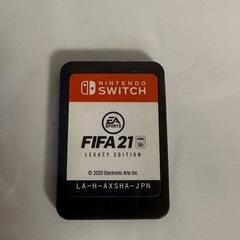 NINTENDO
SWITCH
EA
SPORTS
FIFA 21
LEGACY EDITION
© 2020 Electronic Arts Inc.
LA-H-AXSHA-JPN